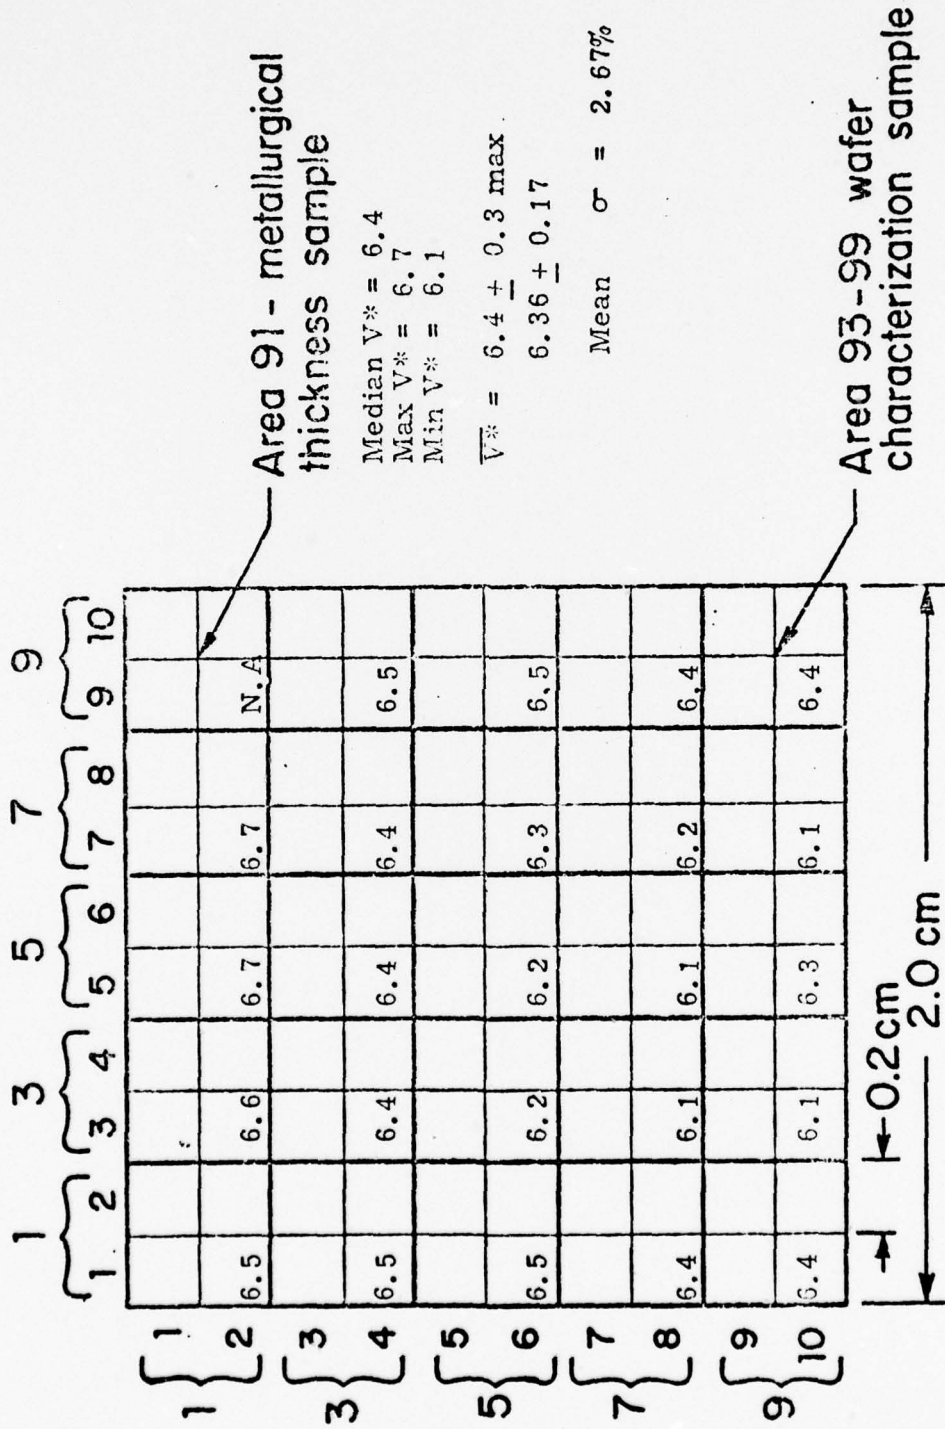 1 3 5 7 9
1 2 3 4 5 6 7 8 9 10
1 1
2 6.5 6.6 6.7 6.7 N.A
3 3
4 6.5 6.4 6.4 6.4 6.5
5 5
6 6.5 6.2 6.2 6.3 6.5
7 7
8 6.4 6.1 6.1 6.2 6.4
9 9
10 6.4 6.1 6.3 6.1 6.4
0.2cm
2.0 cm
Area 91 - metallurgical
thickness sample
Median V* = 6.4
Max V* = 6.7
Min V* = 6.1
V̅* = 6.4 ± 0.3 max.
6.36 ± 0.17
Mean σ = 2.67%
Area 93-99 wafer
characterization sample